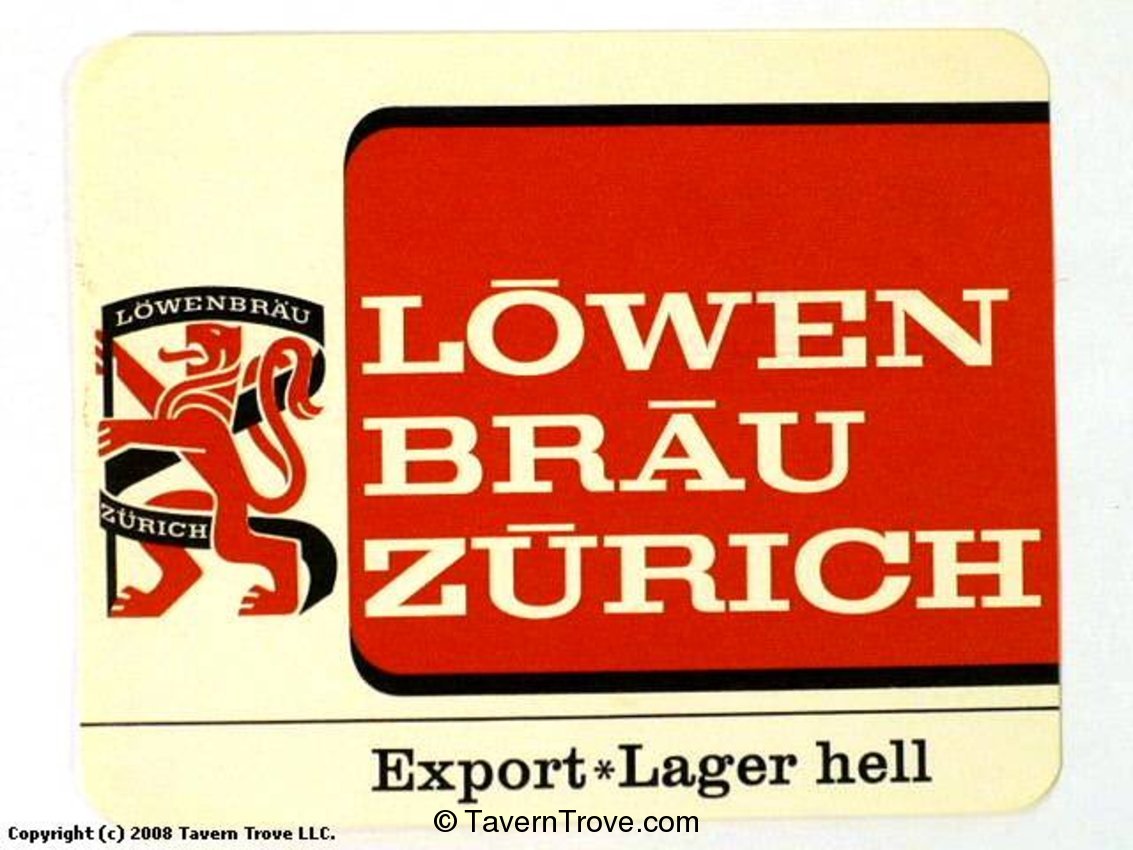 LÖWENBRÄU
ZÜRICH
LŌWEN
BRĀU
ZŪRICH
Export*Lager hell
© TavernTrove.com
Copyright (c) 2008 Tavern Trove LLC.